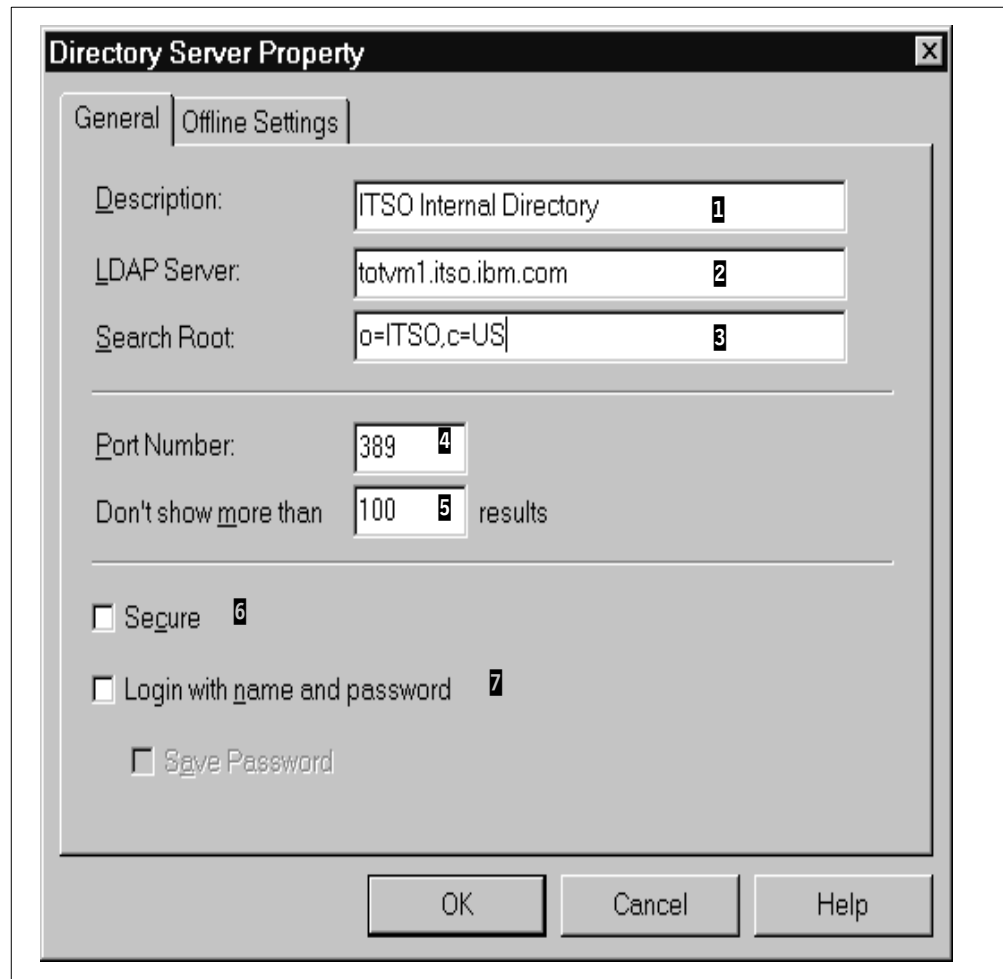 Directory Server Property
General Offline Settings
Description: ITSO Internal Directory 1
LDAP Server: totvm1.itso.ibm.com 2
Search Root: o=ITSO,c=US 3
Port Number: 389 4
Don't show more than 100 5 results
Secure 6
Login with name and password 7
Save Password
OK Cancel Help